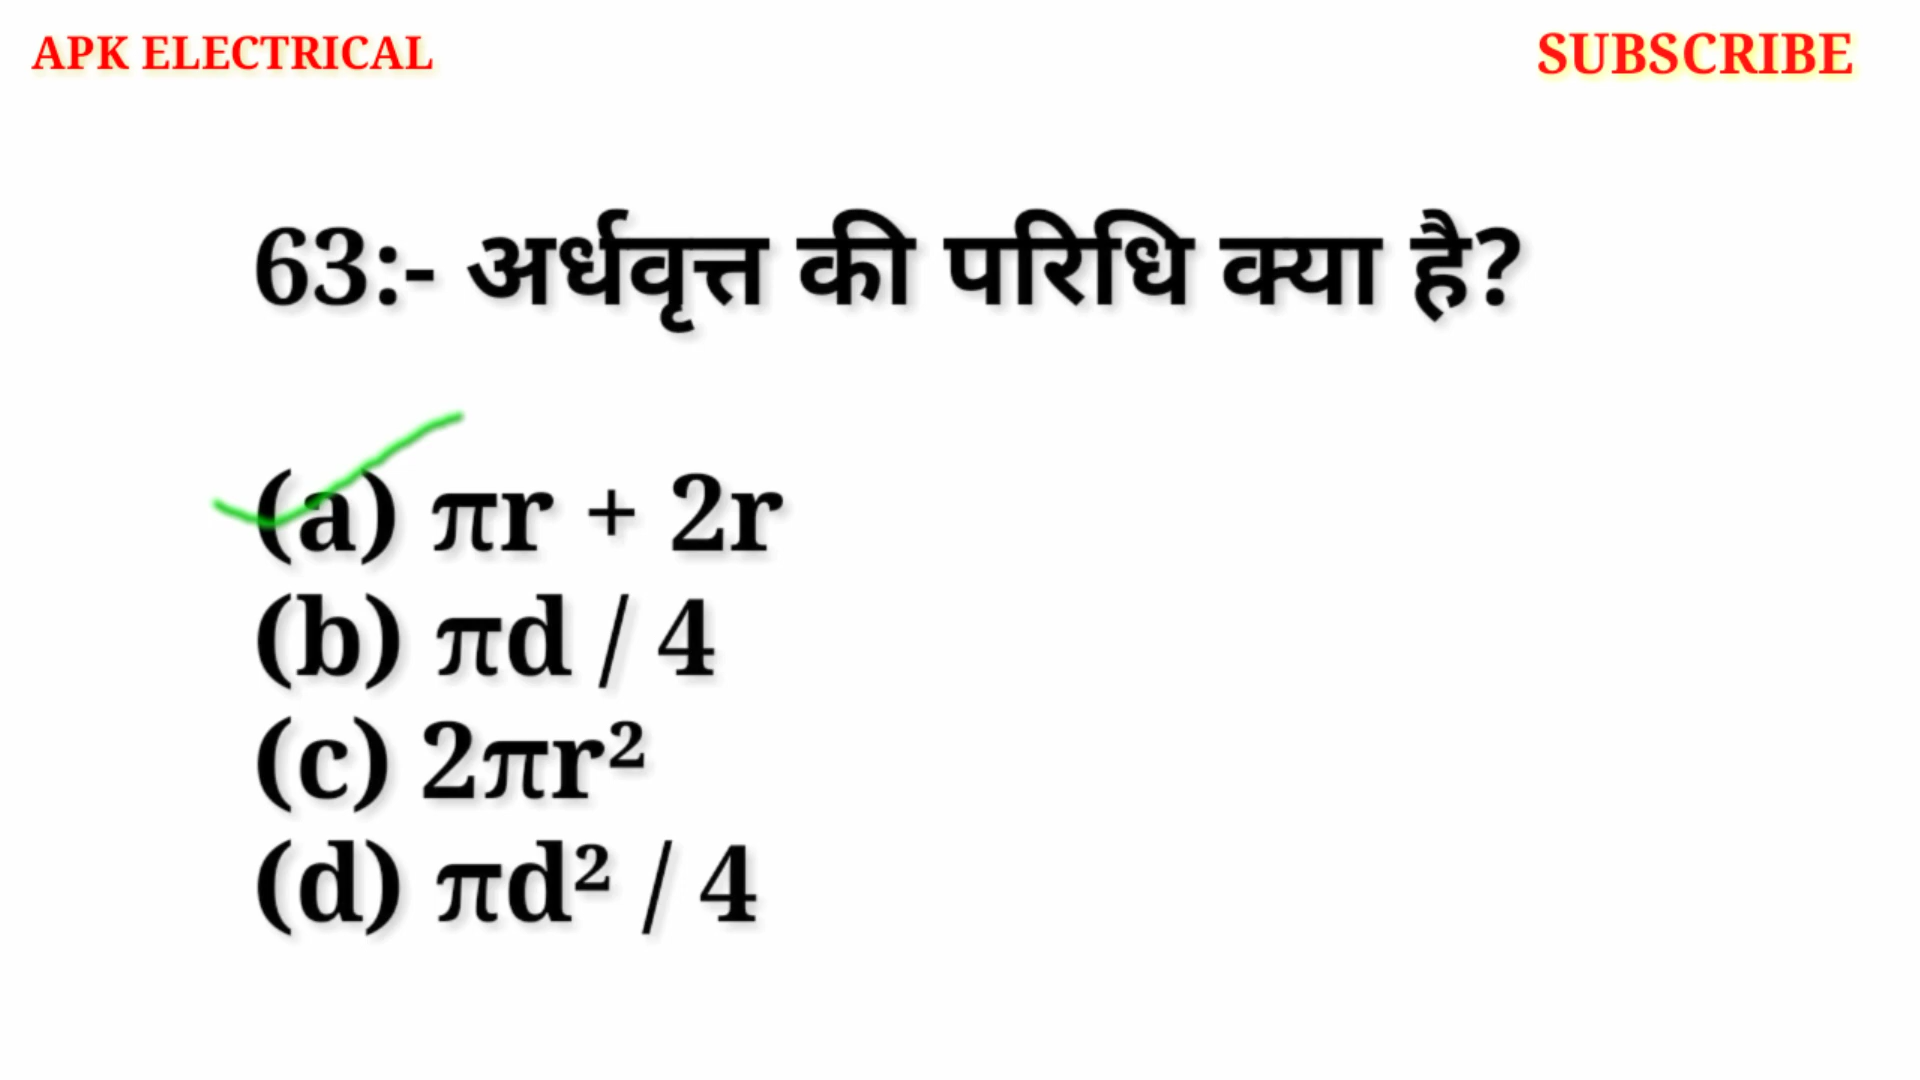 APK ELECTRICAL
SUBSCRIBE
63:- अर्धवृत्त की परिधि क्या है?
(a) πr + 2r
(b) πd / 4
(c) 2πr²
(d) πd² / 4